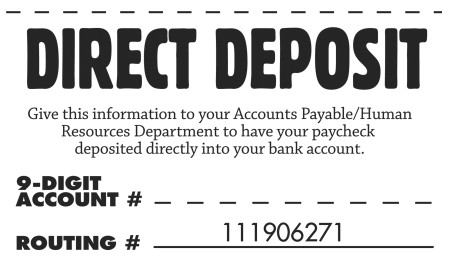 DIRECT DEPOSIT
Give this information to your Accounts Payable/Human
Resources Department to have your paycheck
deposited directly into your bank account.
9-DIGIT
ACCOUNT # _ _ _ _ _ _ _ _ _
ROUTING # 111906271